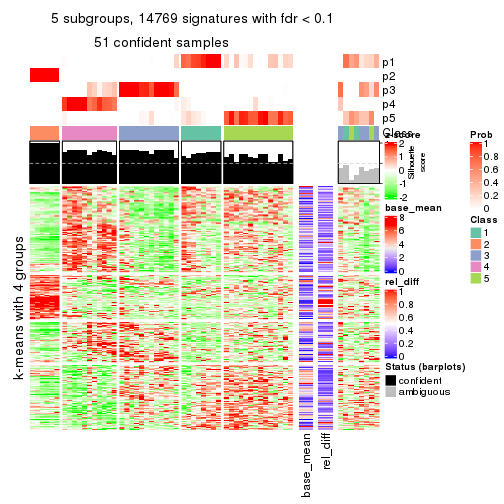 5 subgroups, 14769 signatures with fdr < 0.1
51 confident samples
p1
p2
p3
p4
p5
Class
z-score
2
1
0
-1
-2
Silhouette
score
base_mean
8
6
4
2
0
rel_diff
1
0.8
0.6
0.4
0.2
0
Status (barplots)
confident
ambiguous
Prob
1
0.8
0.6
0.4
0.2
0
Class
1
2
3
4
5
k-means with 4 groups
base_mean
rel_diff